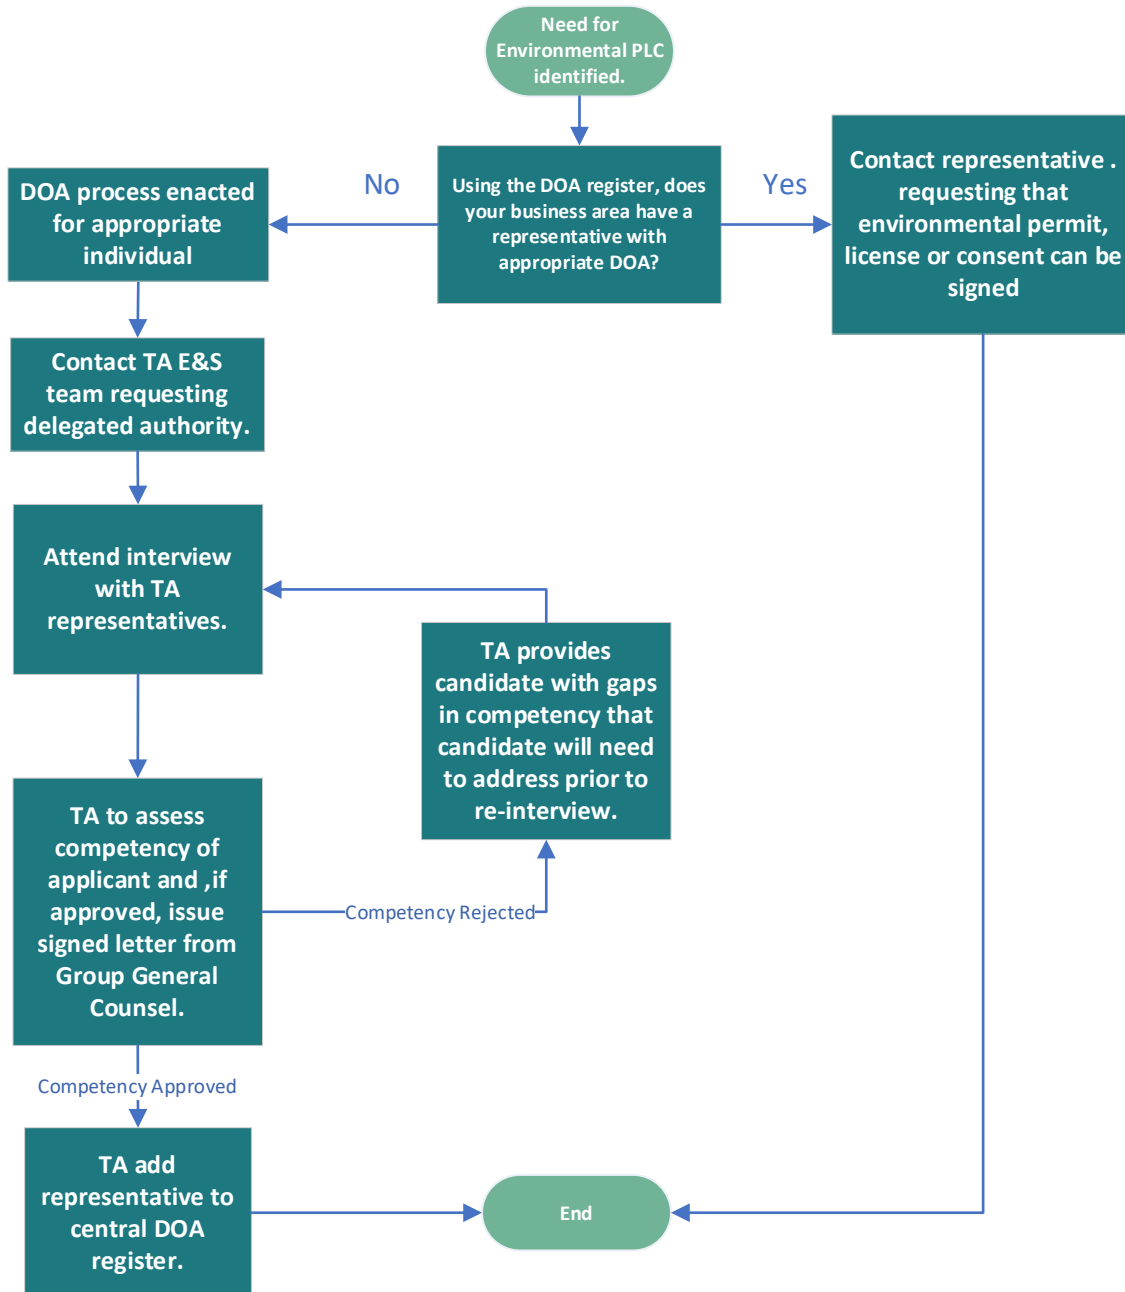 Need for
Environmental PLC
identified.
Using the DOA register, does
your business area have a
representative with
appropriate DOA?
No
Yes
DOA process enacted
for appropriate
individual
Contact representative .
requesting that
environmental permit,
license or consent can be
signed
Contact TA E&S
team requesting
delegated authority.
Attend interview
with TA
representatives.
TA provides
candidate with gaps
in competency that
candidate will need
to address prior to
re-interview.
TA to assess
competency of
applicant and ,if
approved, issue
signed letter from
Group General
Counsel.
Competency Rejected
Competency Approved
TA add
representative to
central DOA
register.
End